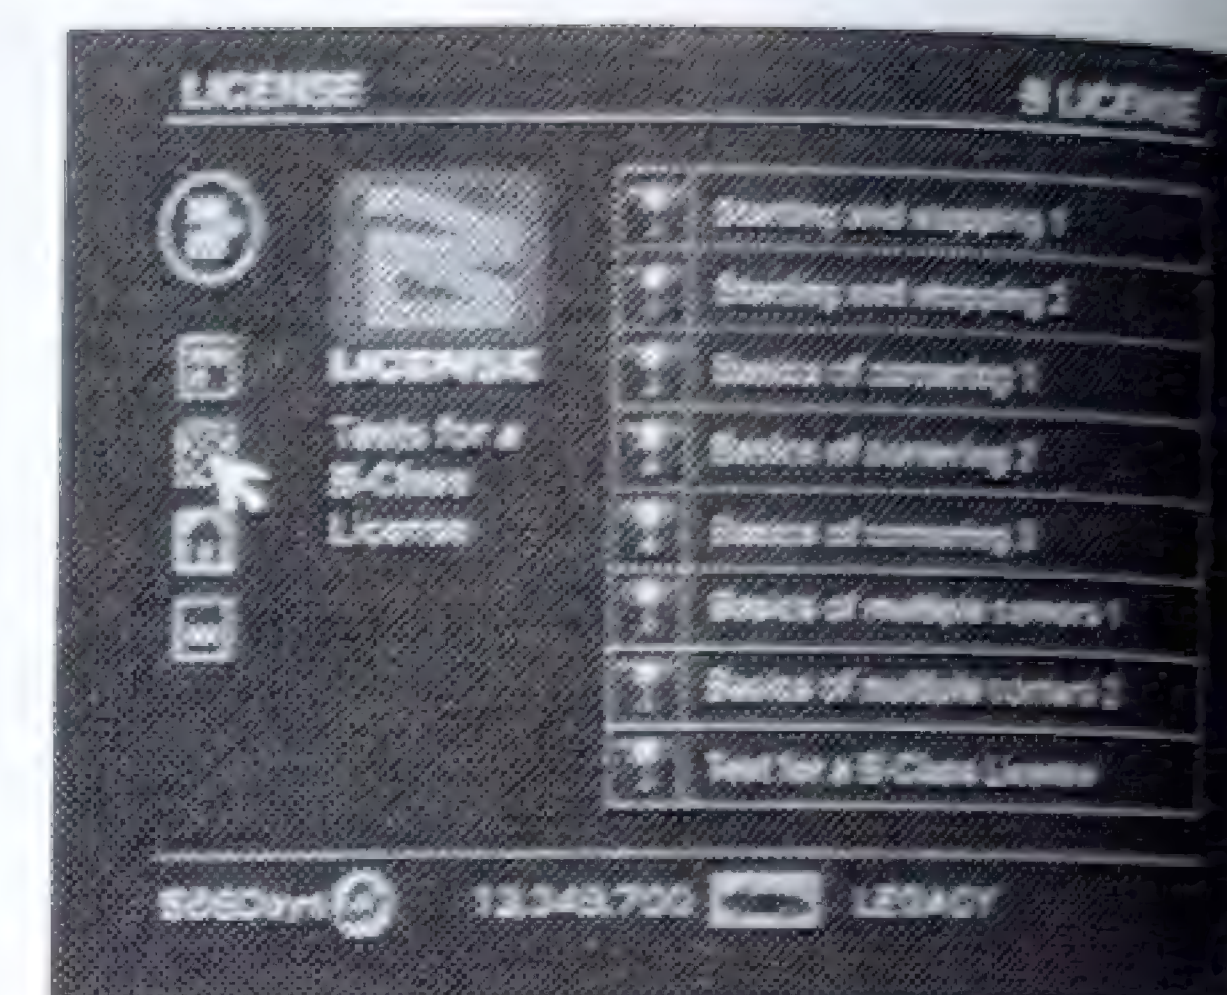 LICENSE
LICENSE
LICENSE
Tests for a
License
Starting and stopping 1
Starting and stopping 2
Basics of cornering 1
Basics of cornering 2
Basics of cornering 3
Basics of multiple corners 1
Basics of multiple corners 2
Test for a B-Class License
LEGACY